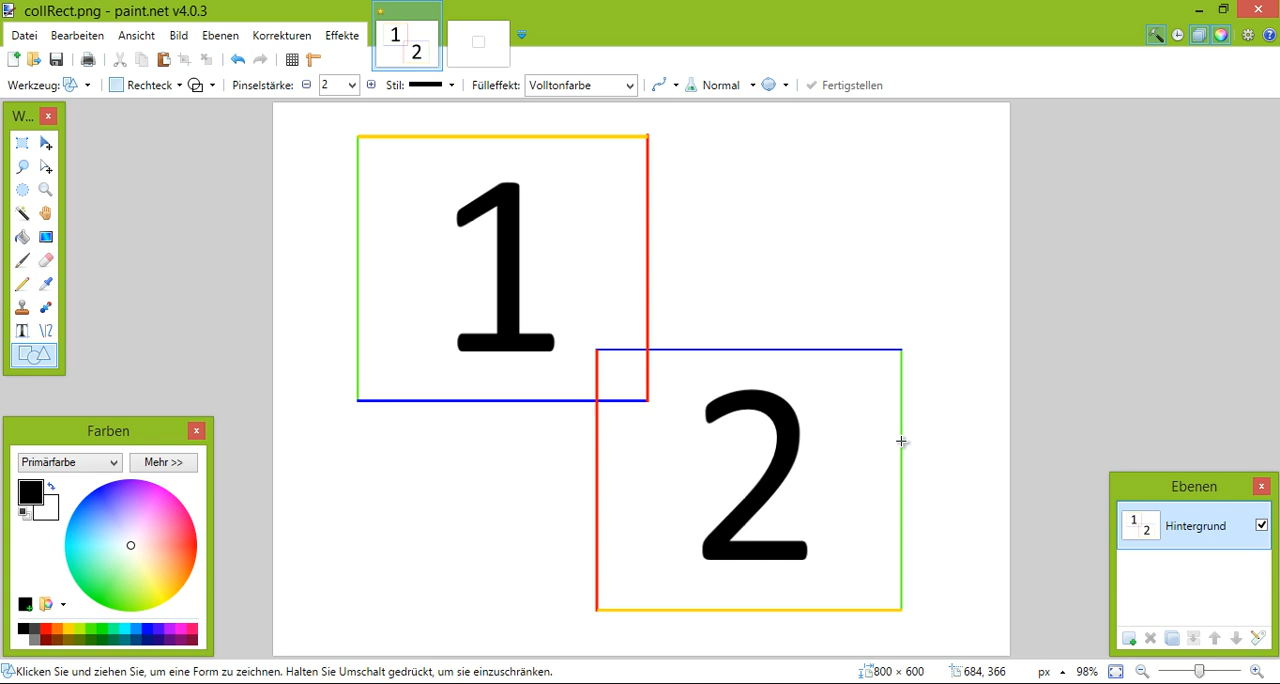 collRect.png - paint.net v4.0.3
Datei Bearbeiten Ansicht Bild Ebenen Korrekturen Effekte
1
2
Werkzeug: Rechteck Pinselstärke: 2 Stil: Fülleffekt: Volltonfarbe Normal Fertigstellen
W...
1
2
Farben
Primärfarbe Mehr >>
Ebenen
1
2
Hintergrund
Klicken Sie und ziehen Sie, um eine Form zu zeichnen. Halten Sie Umschalt gedrückt, um sie einzuschränken. 800 × 600 684, 366 px 98%